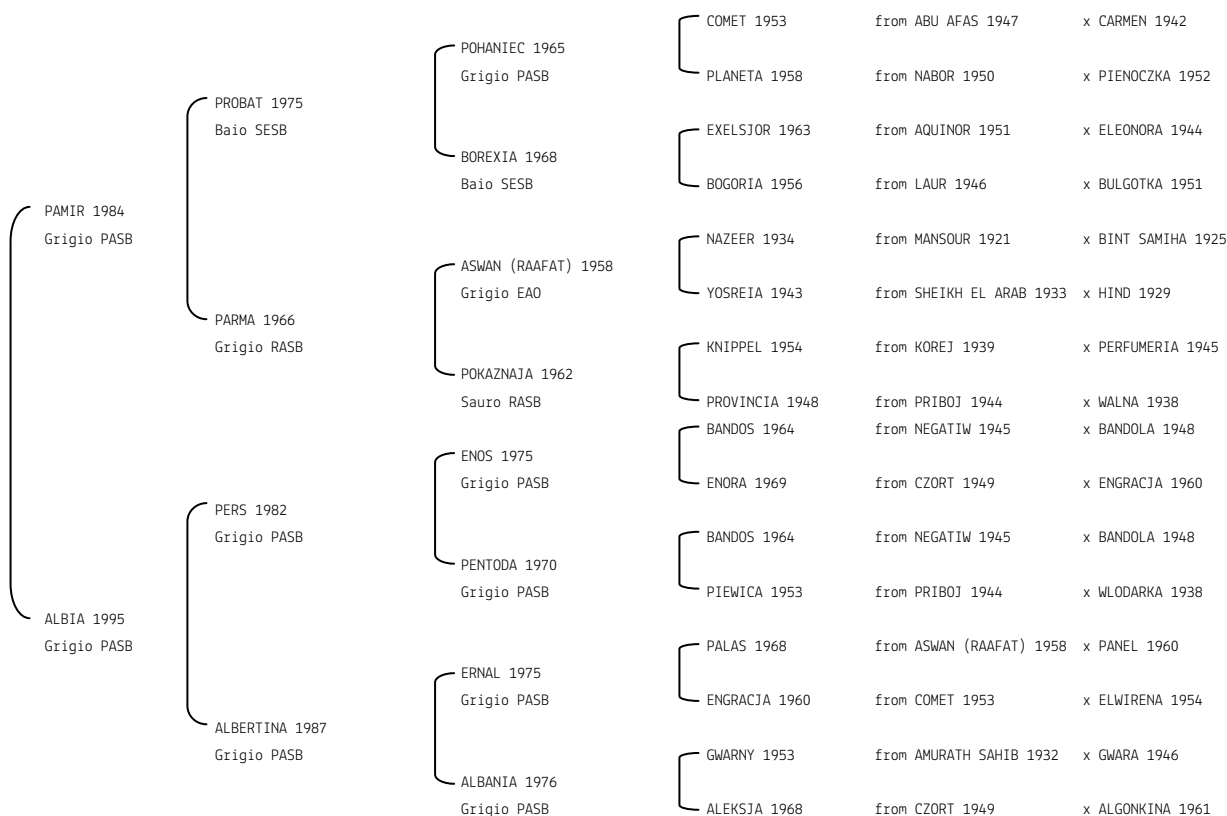 COMET 1953 from ABU AFAS 1947 x CARMEN 1942
POHANIEC 1965
Grigio PASB
PLANETA 1958 from NABOR 1950 x PIENOCZKA 1952
PROBAT 1975
Baio SESB
EXELSJOR 1963 from AQUINOR 1951 x ELEONORA 1944
BOREXIA 1968
Baio SESB
BOGORIA 1956 from LAUR 1946 x BULGOTKA 1951
PAMIR 1984
Grigio PASB
NAZEER 1934 from MANSOUR 1921 x BINT SAMIHA 1925
ASWAN (RAAFAT) 1958
Grigio EAO
YOSREIA 1943 from SHEIKH EL ARAB 1933 x HIND 1929
PARMA 1966
Grigio RASB
KNIPPEL 1954 from KOREJ 1939 x PERFUMERIA 1945
POKAZNAJA 1962
Sauro RASB
PROVINCIA 1948 from PRIBOJ 1944 x WALNA 1938
BANDOS 1964 from NEGATIW 1945 x BANDOLA 1948
ENOS 1975
Grigio PASB
ENORA 1969 from CZORT 1949 x ENGRACJA 1960
PERS 1982
Grigio PASB
BANDOS 1964 from NEGATIW 1945 x BANDOLA 1948
PENTODA 1970
Grigio PASB
PIEWICA 1953 from PRIBOJ 1944 x WLODARKA 1938
ALBIA 1995
Grigio PASB
PALAS 1968 from ASWAN (RAAFAT) 1958 x PANEL 1960
ERNAL 1975
Grigio PASB
ENGRACJA 1960 from COMET 1953 x ELWIRENA 1954
ALBERTINA 1987
Grigio PASB
GWARNY 1953 from AMURATH SAHIB 1932 x GWARA 1946
ALBANIA 1976
Grigio PASB
ALEKSJA 1968 from CZORT 1949 x ALGONKINA 1961